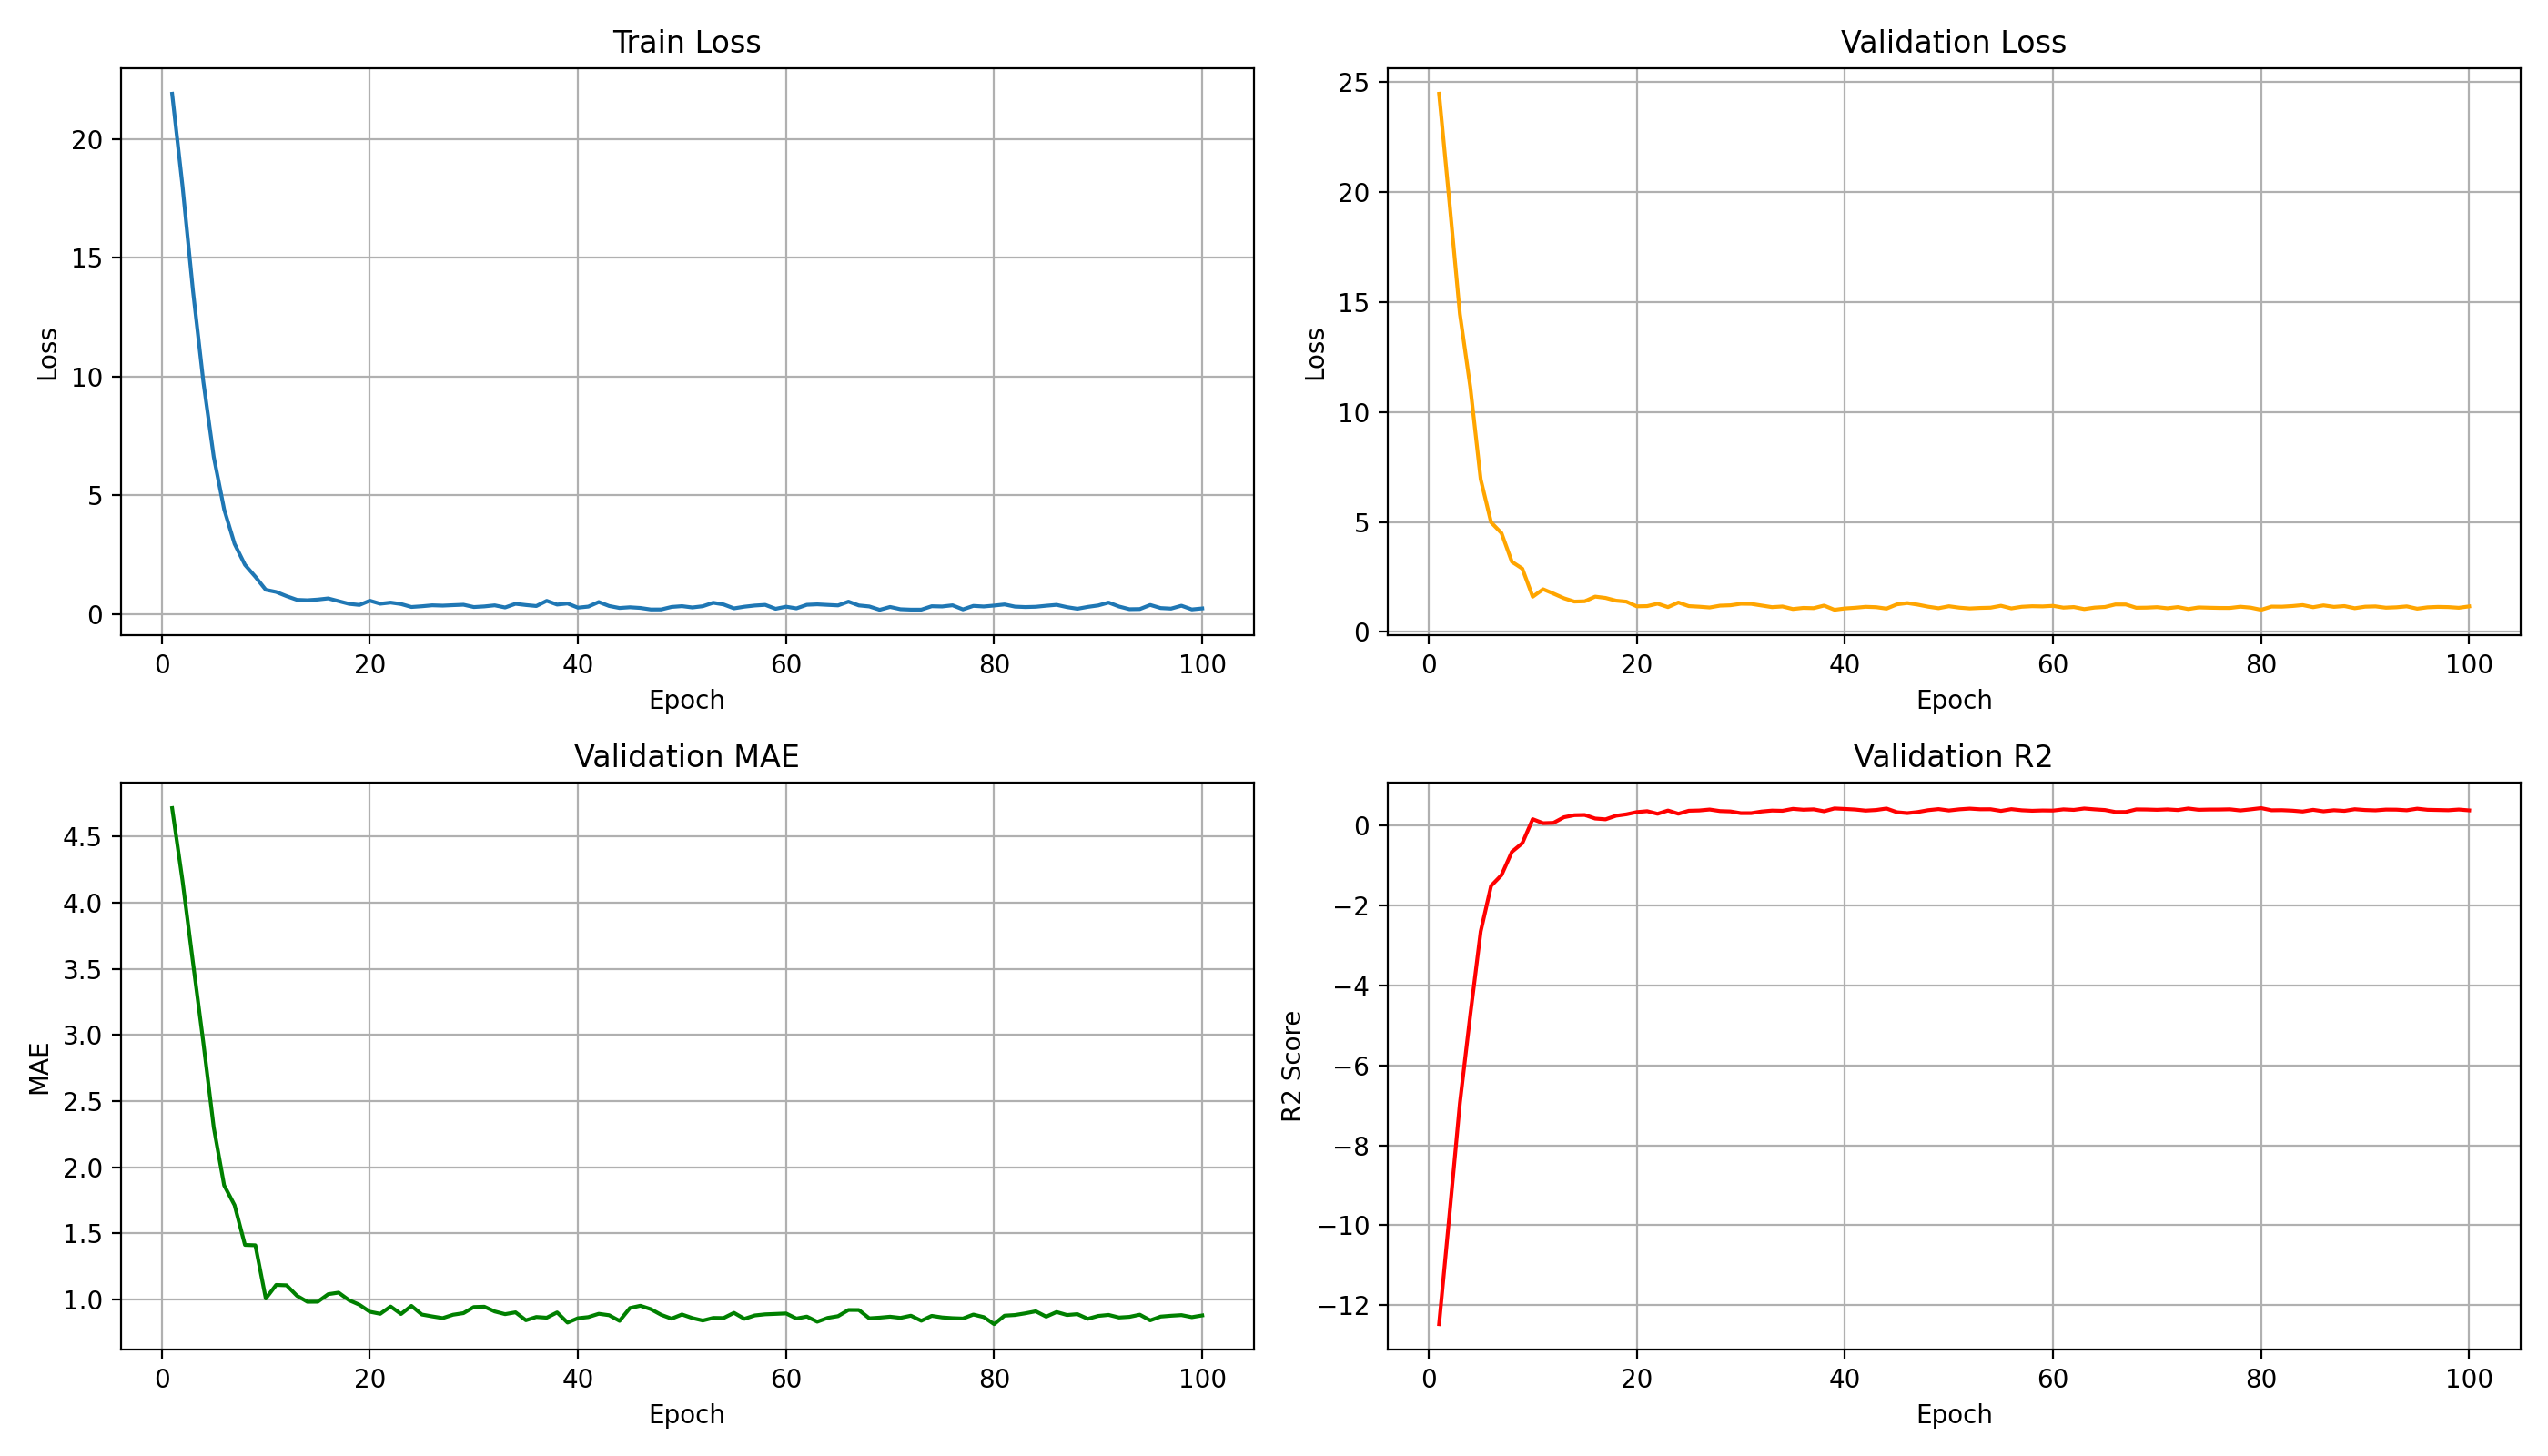 Train Loss
Loss
20
15
10
5
0
0 20 40 60 80 100
Epoch
Validation Loss
Loss
25
20
15
10
5
0
0 20 40 60 80 100
Epoch
Validation MAE
MAE
4.5
4.0
3.5
3.0
2.5
2.0
1.5
1.0
0 20 40 60 80 100
Epoch
Validation R2
R2 Score
0
−2
−4
−6
−8
−10
−12
0 20 40 60 80 100
Epoch